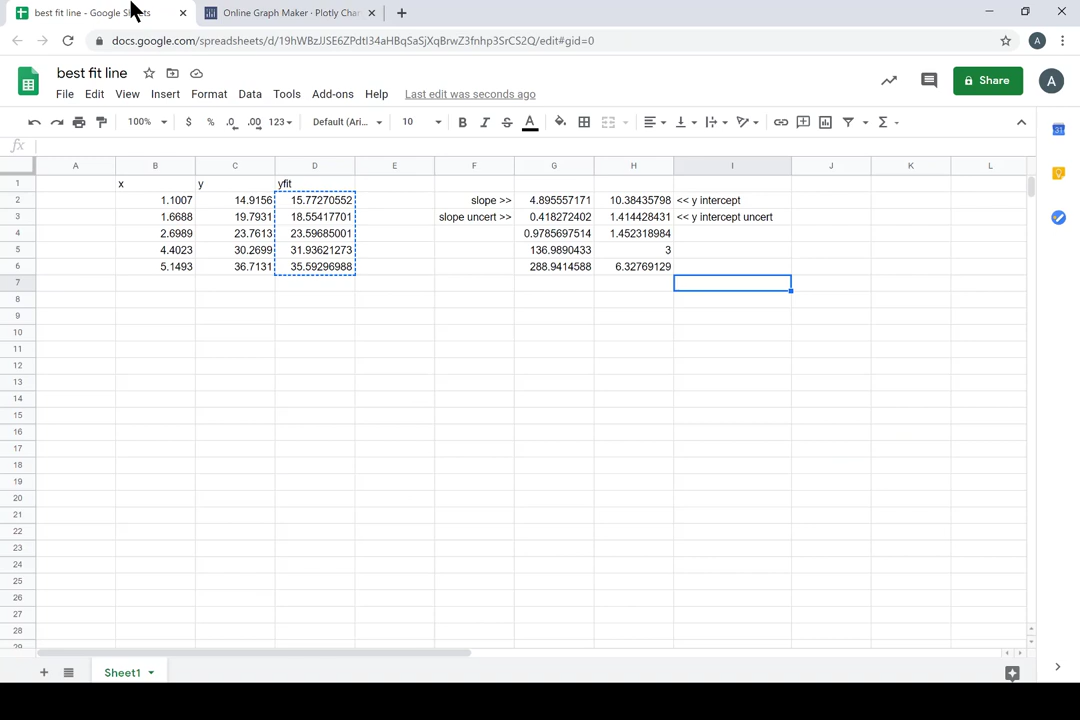 best fit line - Google Sheets
Online Graph Maker · Plotly Char
docs.google.com/spreadsheets/d/19hWBzJJSE6ZPdtI34aHBqSaSjXqBrwZ3fnhp3SrCS2Q/edit#gid=0
A
best fit line
File Edit View Insert Format Data Tools Add-ons Help Last edit was seconds ago
Share
A
100% $ % .0 .00 123 Default (Ari... 10 B I S A
fx
A B C D E F G H I J K L
1 x y yfit
2 1.1007 14.9156 15.77270552 slope >> 4.895557171 10.38435798 << y intercept
3 1.6688 19.7931 18.55417701 slope uncert >> 0.418272402 1.414428431 << y intercept uncert
4 2.6989 23.7613 23.59685001 0.9785697514 1.452318984
5 4.4023 30.2699 31.93621273 136.9890433 3
6 5.1493 36.7131 35.59296988 288.9414588 6.32769129
7
8
9
10
11
12
13
14
15
16
17
18
19
20
21
22
23
24
25
26
27
28
29
Sheet1